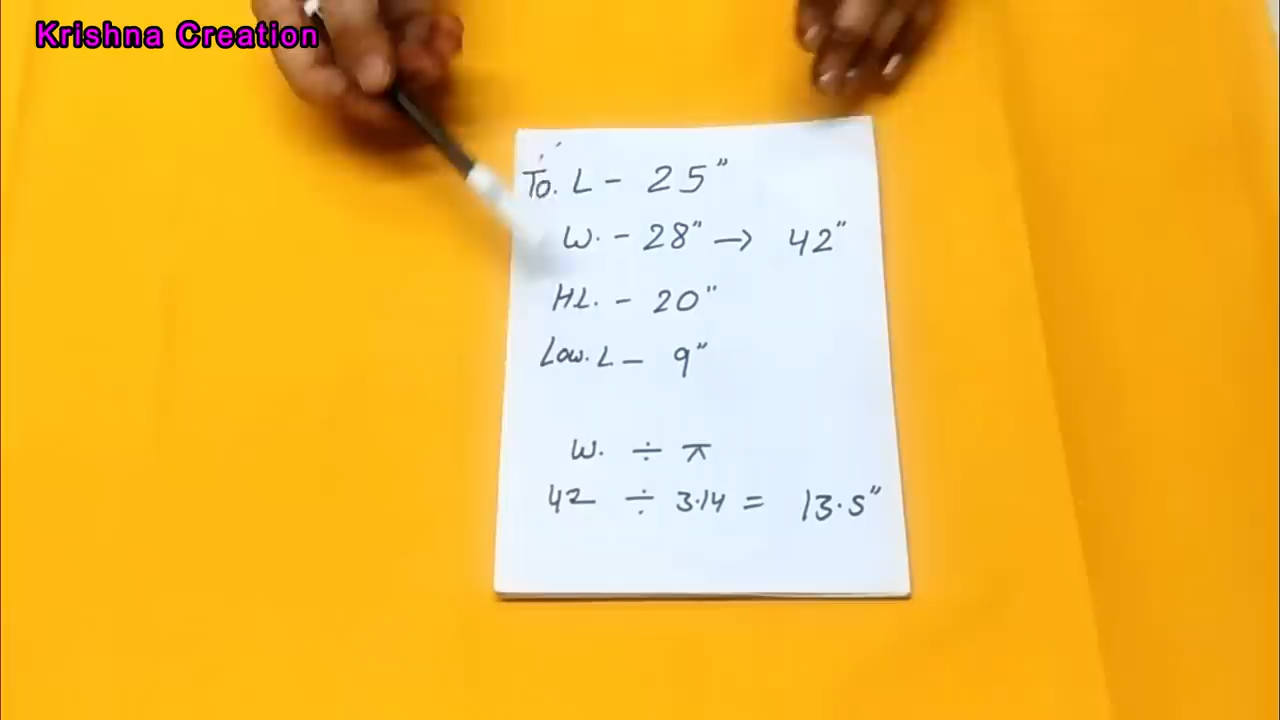 Krishna Creation
To. L - 25"
W. - 28" → 42"
HL. - 20"
Low. L - 9"
W. ÷ π
42 ÷ 3.14 = 13.5"